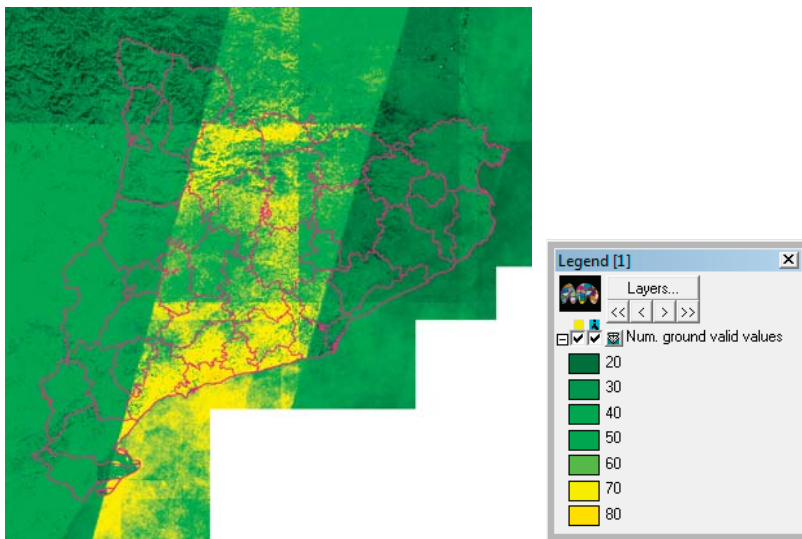 Legend [1]
Layers...
<< < > >>
Num. ground valid values
20
30
40
50
60
70
80